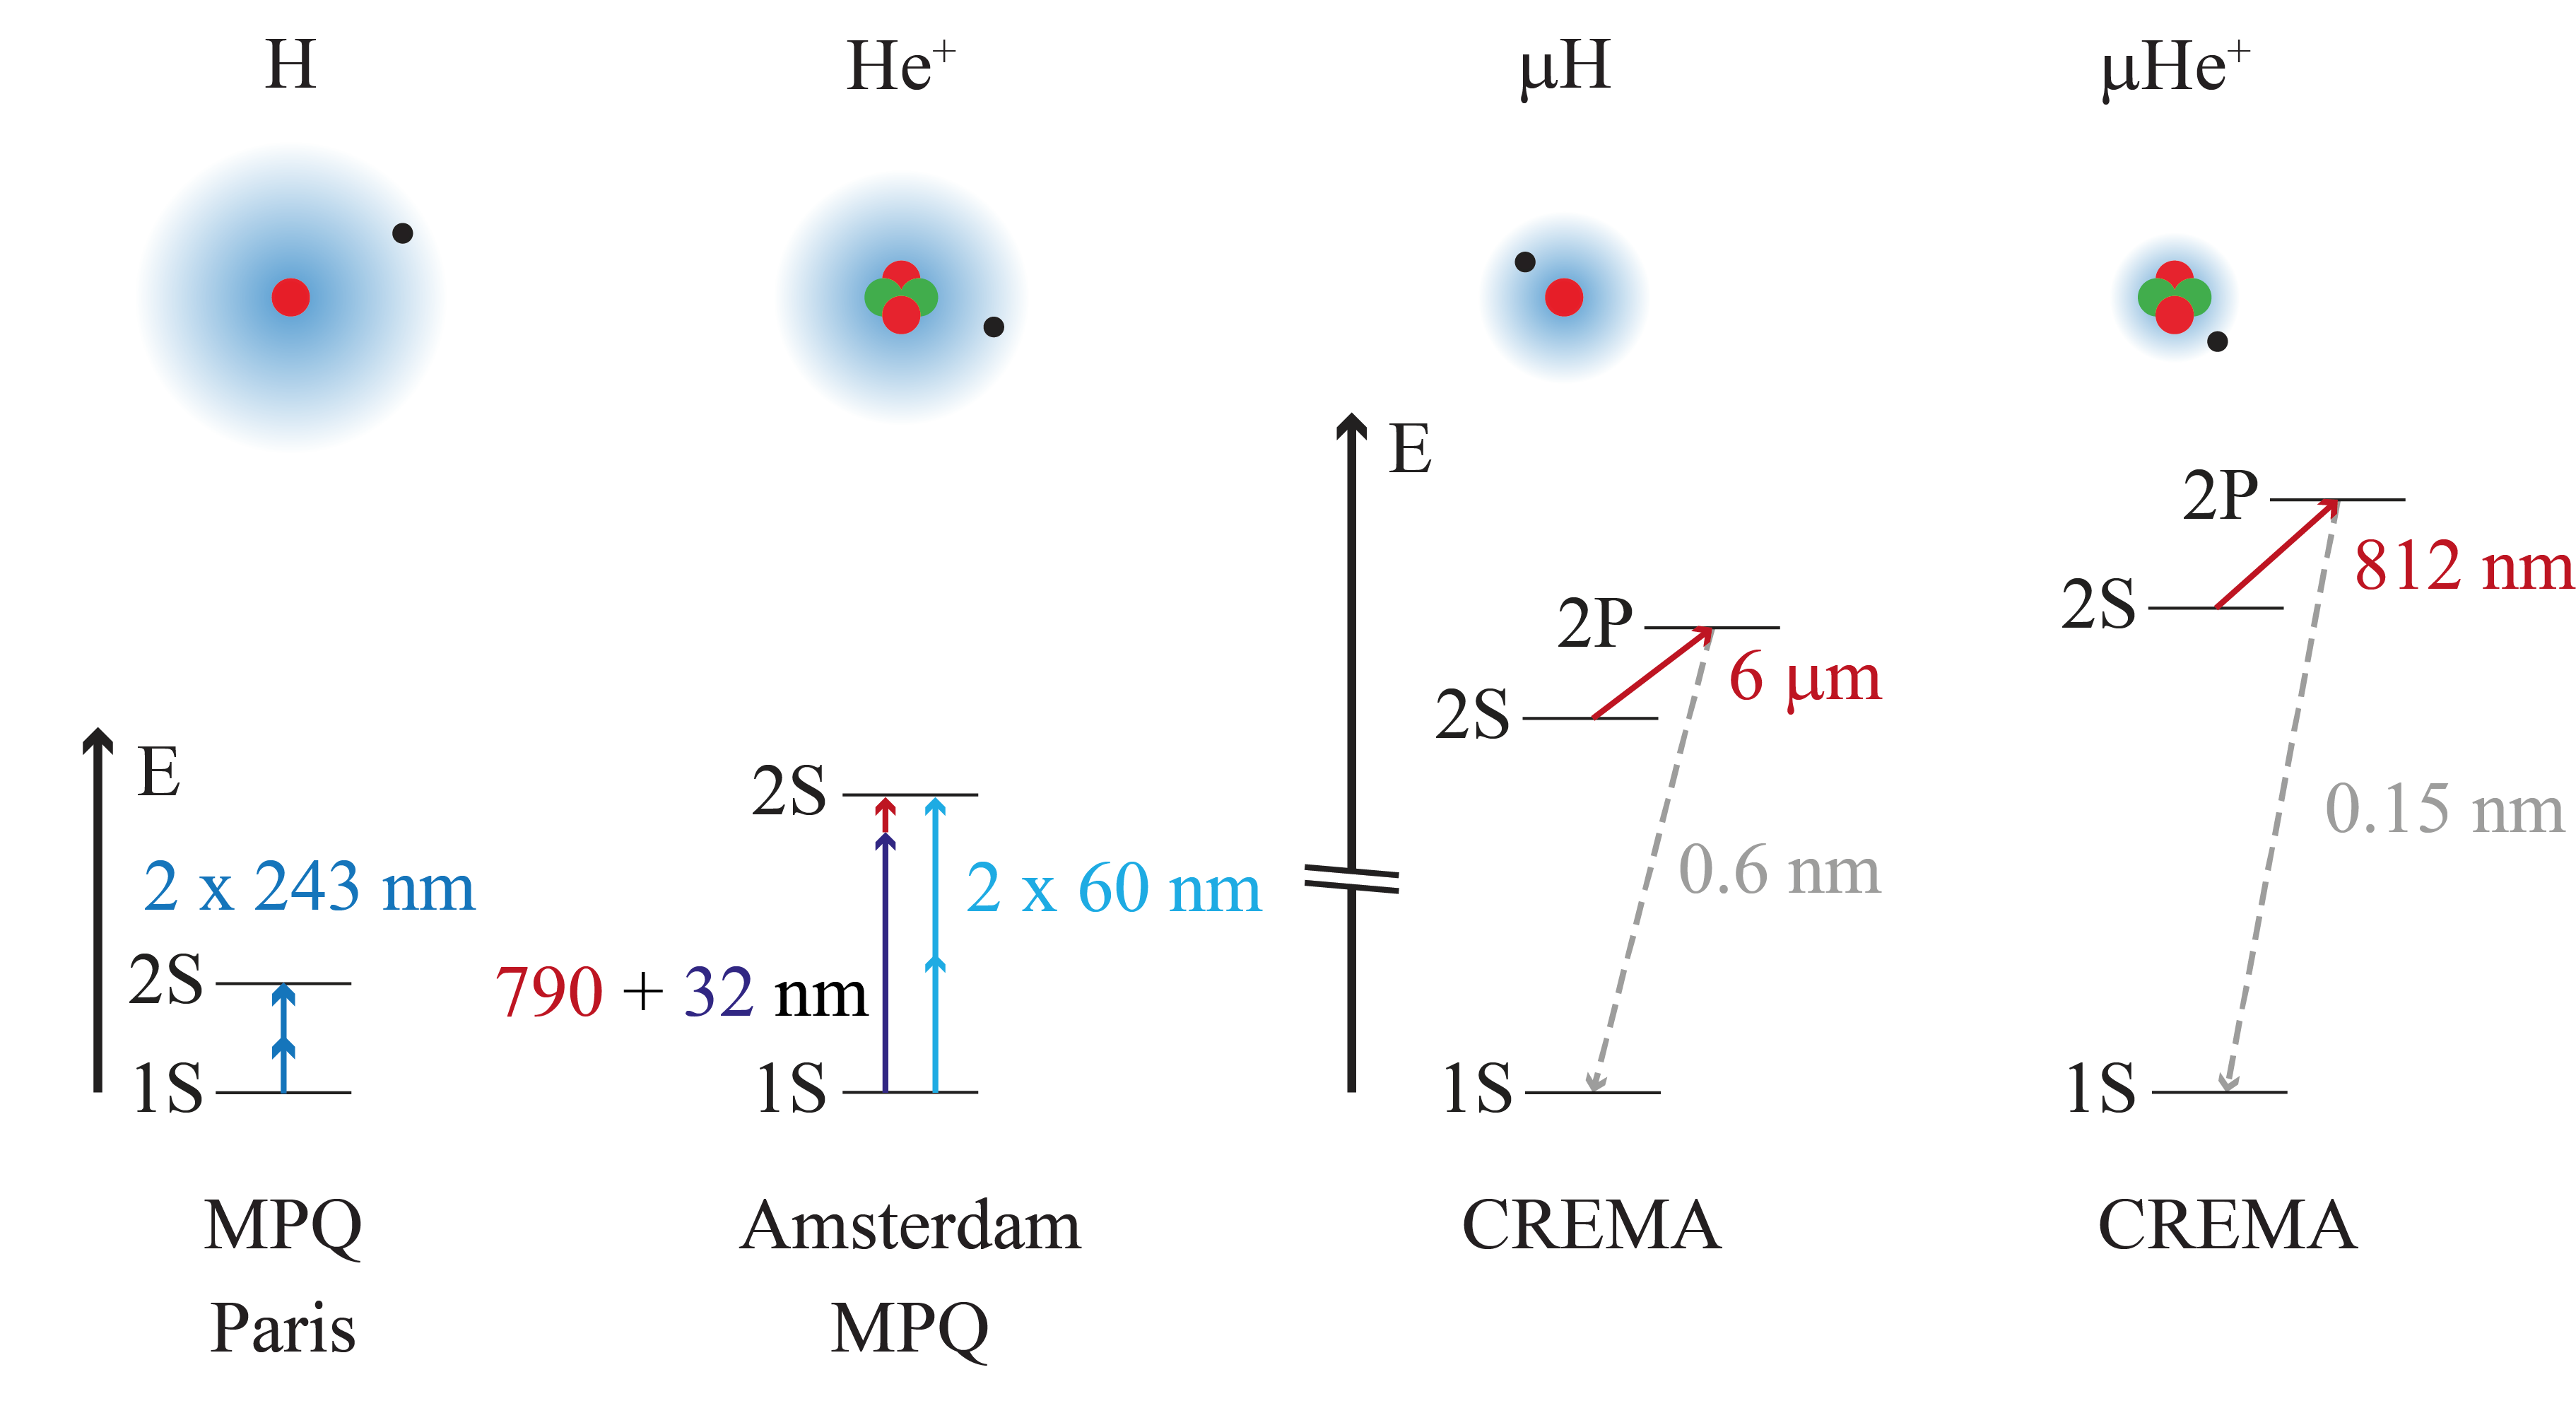 H
He⁺
μH
μHe⁺
E
2P
812 nm
2S
2P
6 μm
2S
E
2S
0.15 nm
2 x 243 nm
2 x 60 nm
0.6 nm
2S
790 + 32 nm
1S
1S
1S
1S
MPQ
Amsterdam
CREMA
CREMA
Paris
MPQ